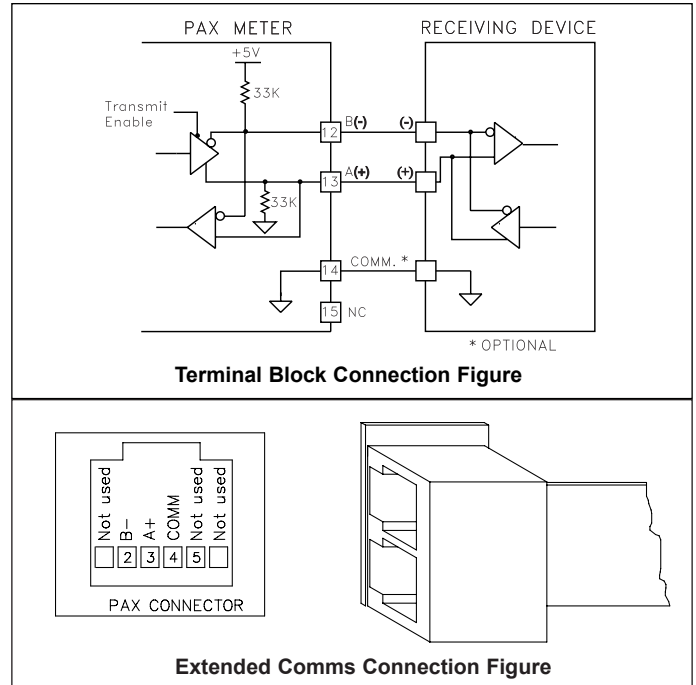 PAX METER
RECEIVING DEVICE
+5V
33K
Transmit
Enable
12 B(-) (-)
13 A(+) (+)
33K
14 COMM. *
15 NC
* OPTIONAL
Terminal Block Connection Figure
Not used
B-
A+
COMM
Not used
Not used
2 3 4 5
PAX CONNECTOR
Extended Comms Connection Figure